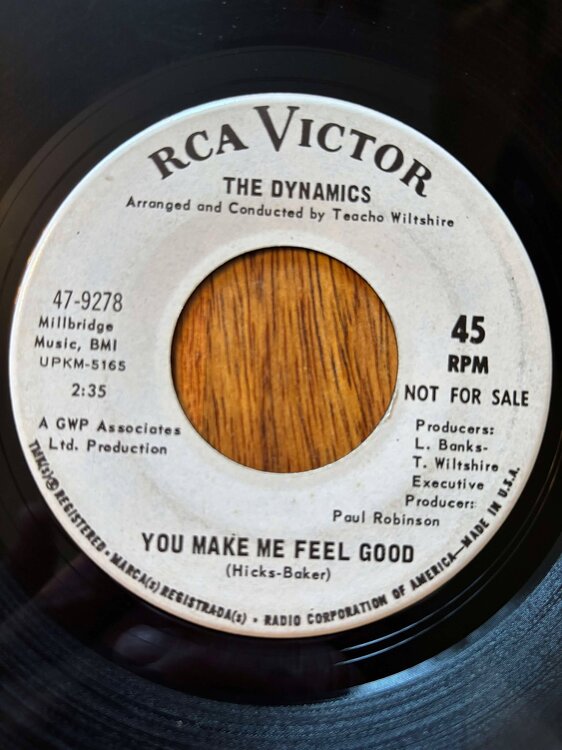 RCA VICTOR
THE DYNAMICS
Arranged and Conducted by Teacho Wiltshire
47-9278
Millbridge
Music, BMI
UPKM-5165
2:35
A GWP Associates
Ltd. Production
45
RPM
NOT FOR SALE
Producers:
L. Banks-
T. Wiltshire
Executive
Producer:
Paul Robinson
YOU MAKE ME FEEL GOOD
(Hicks-Baker)
TMK(s) ® REGISTERED • MARCA(s) REGISTRADA(s) • RADIO CORPORATION OF AMERICA—MADE IN U.S.A.